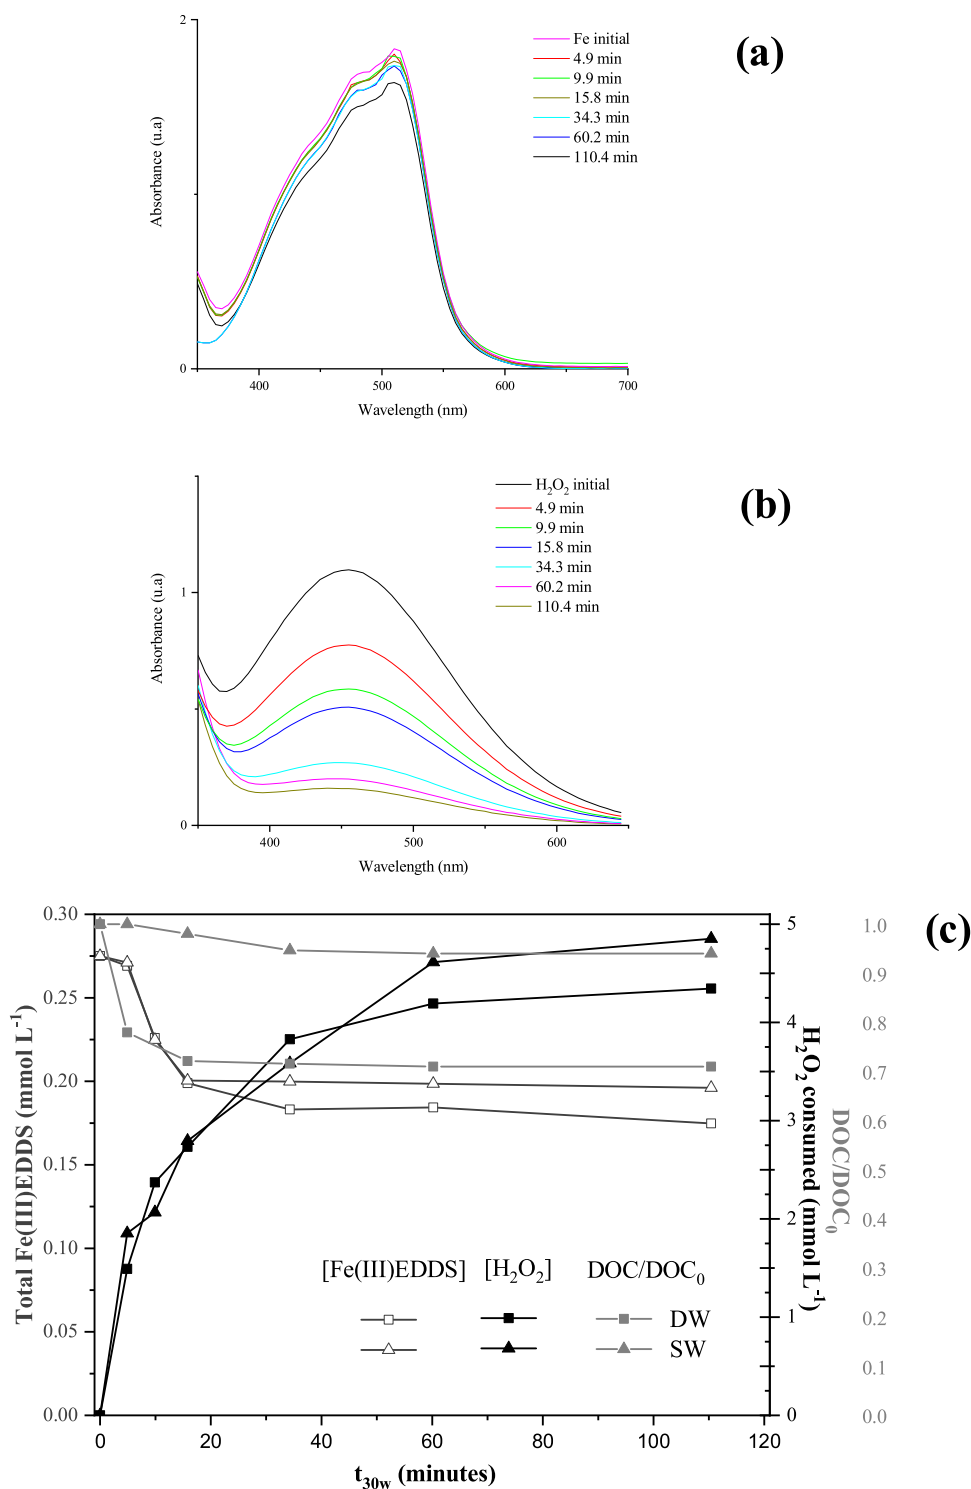 (a)
2
1
0
Absorbance (u.a)
Fe initial
4.9 min
9.9 min
15.8 min
34.3 min
60.2 min
110.4 min
400
500
600
700
Wavelength (nm)
(b)
1
0
Absorbance (u.a)
H₂O₂ initial
4.9 min
9.9 min
15.8 min
34.3 min
60.2 min
110.4 min
400
500
600
Wavelength (nm)
(c)
0.30
0.25
0.20
0.15
0.10
0.05
0.00
Total Fe(III)EDDS (mmol L⁻¹)
5
4
3
2
1
0
H₂O₂ consumed (mmol L⁻¹)
1.0
0.9
0.8
0.7
0.6
0.5
0.4
0.3
0.2
0.1
0.0
DOC/DOC₀
[Fe(III)EDDS] [H₂O₂] DOC/DOC₀
DW
SW
0 20 40 60 80 100 120
t₃₀w (minutes)